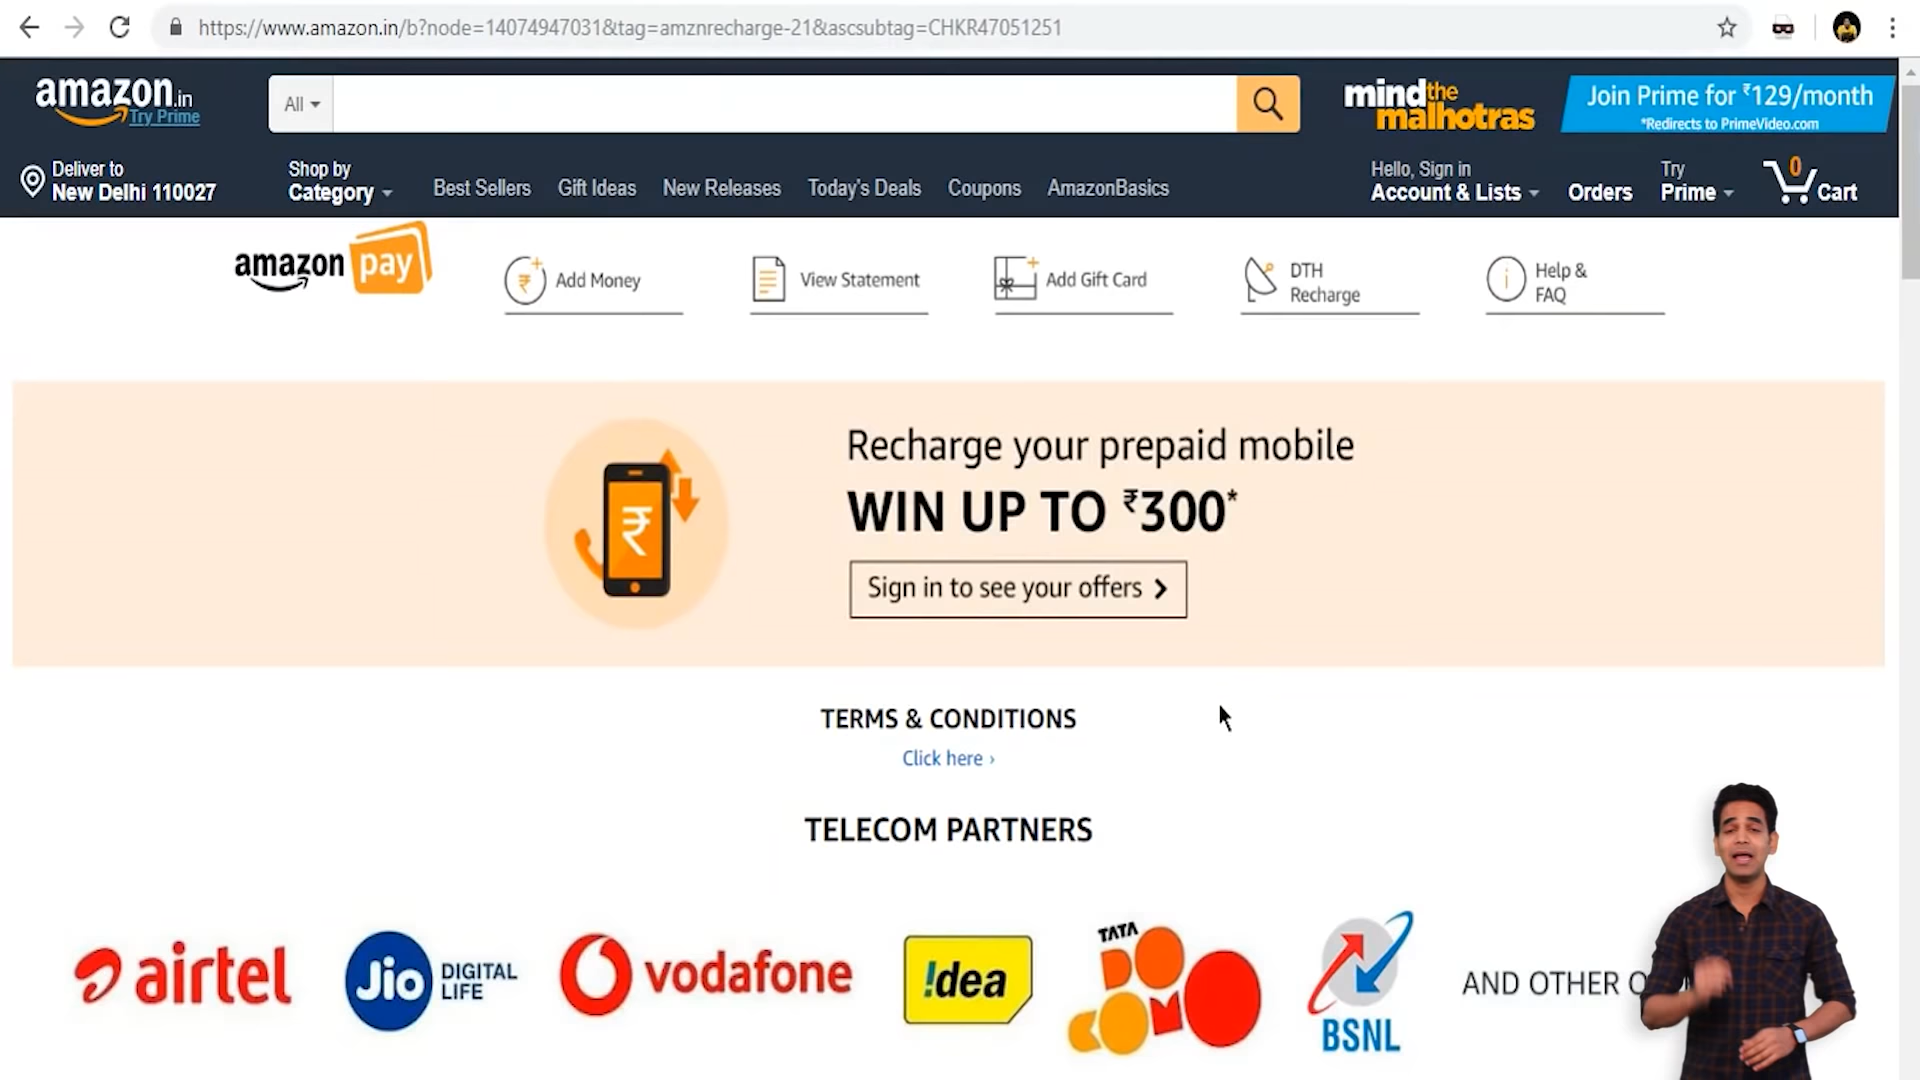 https://www.amazon.in/b?node=14074947031&tag=amznrecharge-21&ascsubtag=CHKR47051251
amazon.in
Try Prime
All
mind the
malhotras
Join Prime for ₹129/month
*Redirects to PrimeVideo.com
Deliver to
New Delhi 110027
Shop by
Category
Best Sellers
Gift Ideas
New Releases
Today's Deals
Coupons
AmazonBasics
Hello, Sign in
Account & Lists
Orders
Try
Prime
0
Cart
amazon pay
Add Money
View Statement
Add Gift Card
DTH
Recharge
Help &
FAQ
Recharge your prepaid mobile
WIN UP TO ₹300*
Sign in to see your offers
TERMS & CONDITIONS
Click here ›
TELECOM PARTNERS
airtel
Jio DIGITAL
LIFE
vodafone
!dea
TATA
DOCOMO
BSNL
AND OTHER